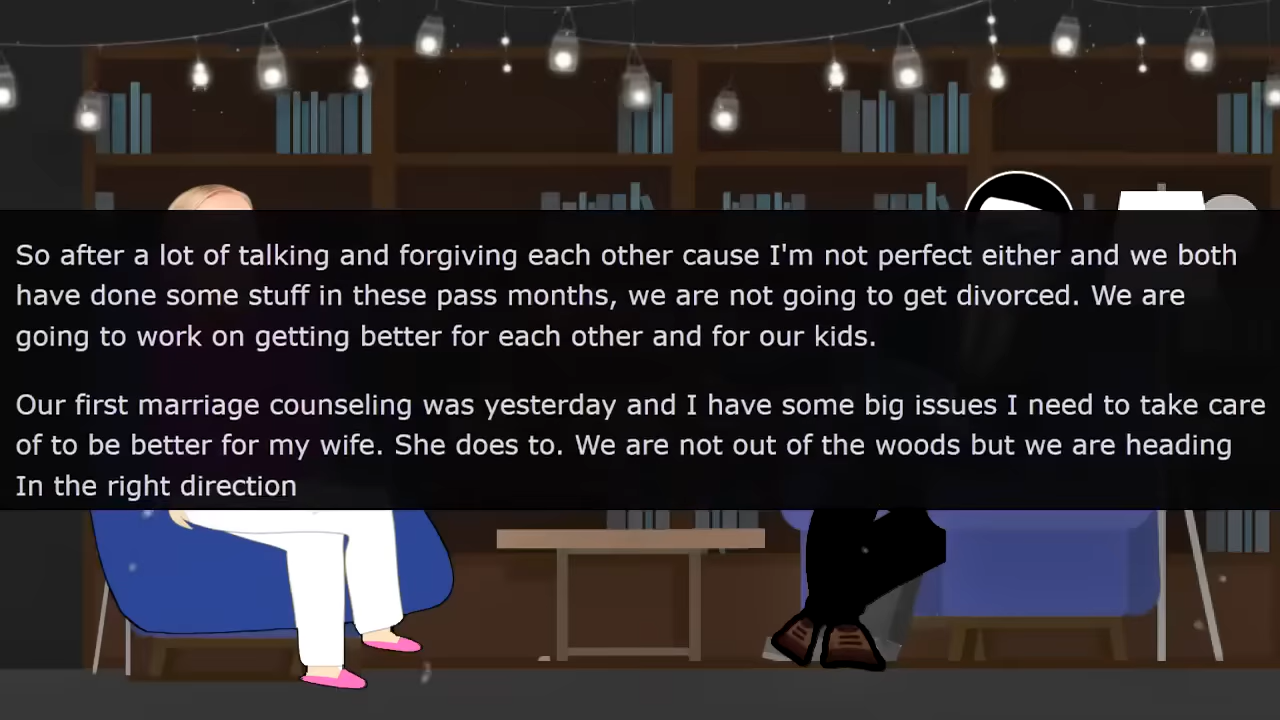 So after a lot of talking and forgiving each other cause I'm not perfect either and we both
have done some stuff in these pass months, we are not going to get divorced. We are
going to work on getting better for each other and for our kids.
Our first marriage counseling was yesterday and I have some big issues I need to take care
of to be better for my wife. She does to. We are not out of the woods but we are heading
In the right direction